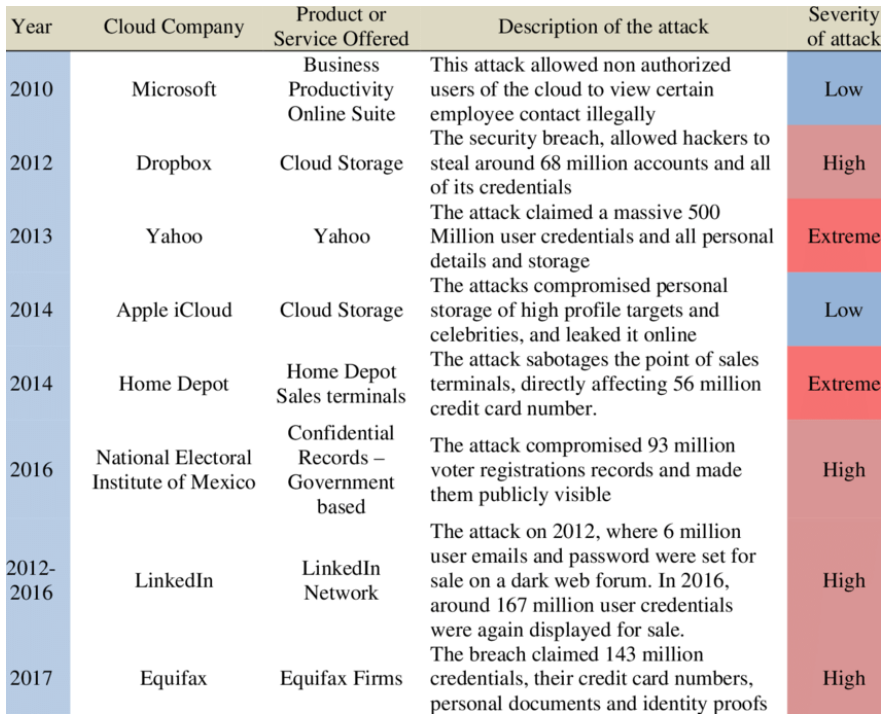 Year Cloud Company Product or Service Offered Description of the attack Severity of attack
2010 Microsoft Business Productivity Online Suite This attack allowed non authorized users of the cloud to view certain employee contact illegally Low
2012 Dropbox Cloud Storage The security breach, allowed hackers to steal around 68 million accounts and all of its credentials High
2013 Yahoo Yahoo The attack claimed a massive 500 Million user credentials and all personal details and storage Extreme
2014 Apple iCloud Cloud Storage The attacks compromised personal storage of high profile targets and celebrities, and leaked it online Low
2014 Home Depot Home Depot Sales terminals The attack sabotages the point of sales terminals, directly affecting 56 million credit card number. Extreme
2016 National Electoral Institute of Mexico Confidential Records – Government based The attack compromised 93 million voter registrations records and made them publicly visible High
2012-2016 LinkedIn LinkedIn Network The attack on 2012, where 6 million user emails and password were set for sale on a dark web forum. In 2016, around 167 million user credentials were again displayed for sale. High
2017 Equifax Equifax Firms The breach claimed 143 million credentials, their credit card numbers, personal documents and identity proofs High